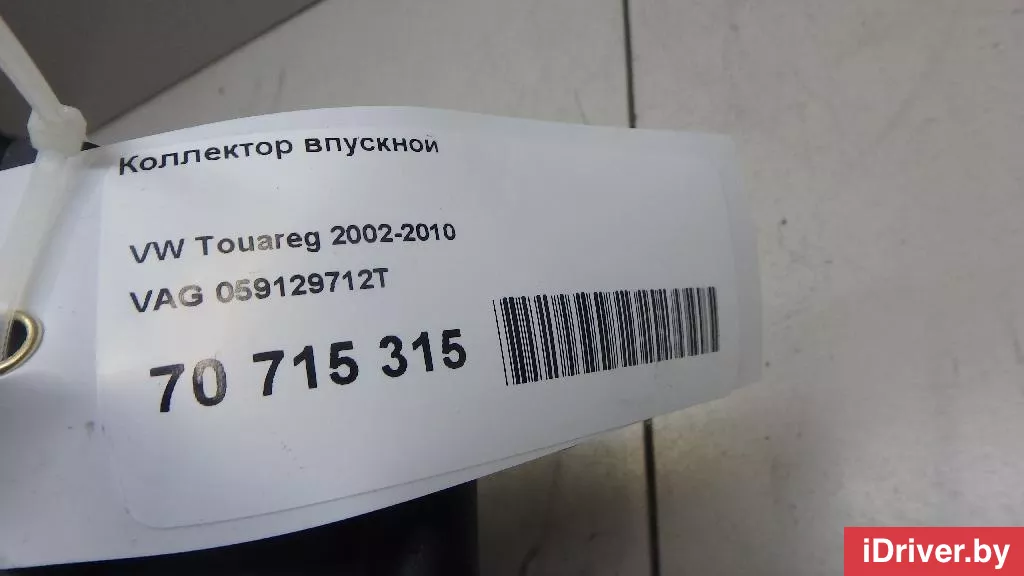 Коллектор впускной
VW Touareg 2002-2010
VAG 059129712T
70 715 315
iDriver.by